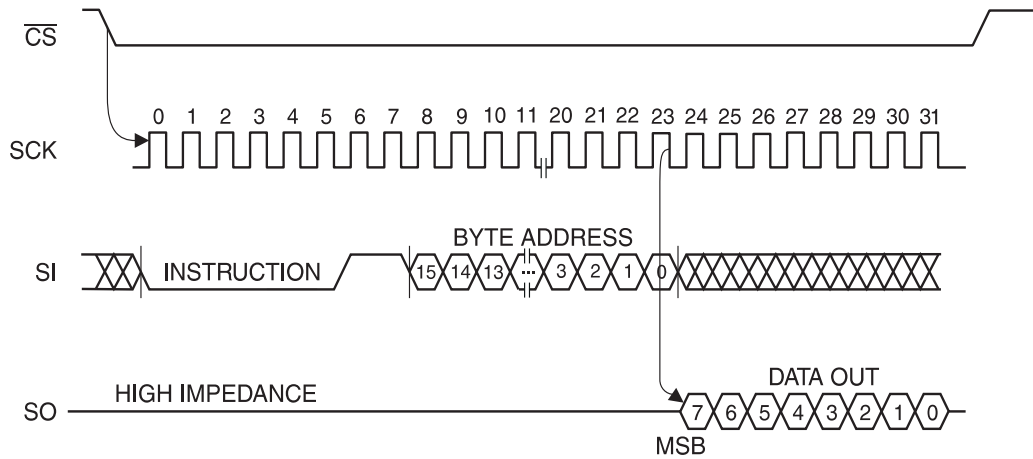 CS
0 1 2 3 4 5 6 7 8 9 10 11 20 21 22 23 24 25 26 27 28 29 30 31
SCK
BYTE ADDRESS
SI INSTRUCTION 15 14 13 ... 3 2 1 0
HIGH IMPEDANCE DATA OUT
SO 7 6 5 4 3 2 1 0
MSB